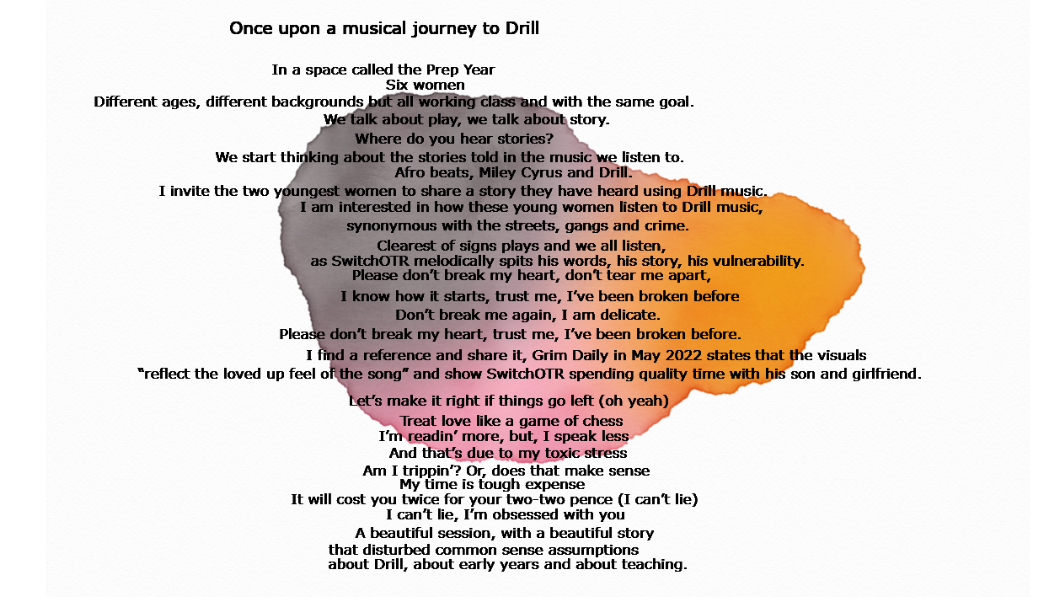 Once upon a musical journey to Drill
In a space called the Prep Year
Six women
Different ages, different backgrounds but all working class and with the same goal.
We talk about play, we talk about story.
Where do you hear stories?
We start thinking about the stories told in the music we listen to.
Afro beats, Miley Cyrus and Drill.
I invite the two youngest women to share a story they have heard using Drill music.
I am interested in how these young women listen to Drill music,
synonymous with the streets, gangs and crime.
Clearest of signs plays and we all listen,
as SwitchOTR melodically spits his words, his story, his vulnerability.
Please don’t break my heart, don’t tear me apart,
I know how it starts, trust me, I’ve been broken before
Don’t break me again, I am delicate.
Please don’t break my heart, trust me, I’ve been broken before.
I find a reference and share it, Grim Daily in May 2022 states that the visuals
“reflect the loved up feel of the song” and show SwitchOTR spending quality time with his son and girlfriend.
Let’s make it right if things go left (oh yeah)
Treat love like a game of chess
I’m readin’ more, but, I speak less
And that’s due to my toxic stress
Am I trippin’? Or, does that make sense
My time is tough expense
It will cost you twice for your two-two pence (I can’t lie)
I can’t lie, I’m obsessed with you
A beautiful session, with a beautiful story
that disturbed common sense assumptions
about Drill, about early years and about teaching.